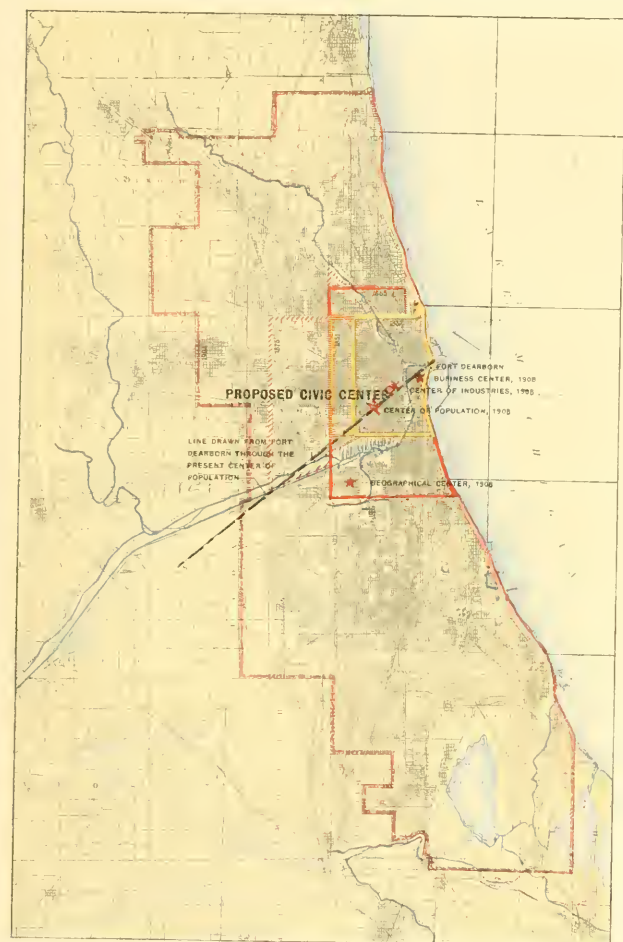 FORT DEARBORN
BUSINESS CENTER, 1908
CENTER OF INDUSTRIES, 1908
PROPOSED CIVIC CENTER
CENTER OF POPULATION, 1908
LINE DRAWN FROM FORT
DEARBORN THROUGH THE
PRESENT CENTER OF
POPULATION
GEOGRAPHICAL CENTER, 1908